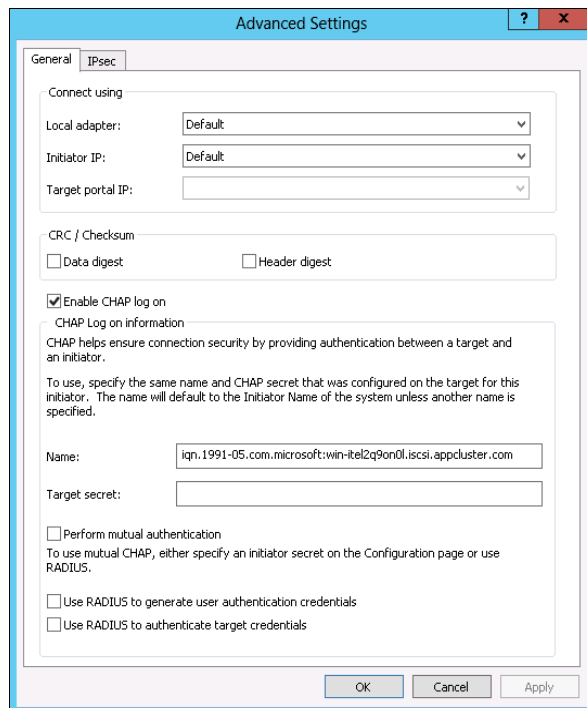 Advanced Settings
? x
General IPsec
Connect using
Local adapter: Default
Initiator IP: Default
Target portal IP:
CRC / Checksum
Data digest Header digest
Enable CHAP log on
CHAP Log on information
CHAP helps ensure connection security by providing authentication between a target and
an initiator.
To use, specify the same name and CHAP secret that was configured on the target for this
initiator. The name will default to the Initiator Name of the system unless another name is
specified.
Name: iqn.1991-05.com.microsoft:win-itel2q9on0l.iscsi.appcluster.com
Target secret:
Perform mutual authentication
To use mutual CHAP, either specify an initiator secret on the Configuration page or use
RADIUS.
Use RADIUS to generate user authentication credentials
Use RADIUS to authenticate target credentials
OK Cancel Apply